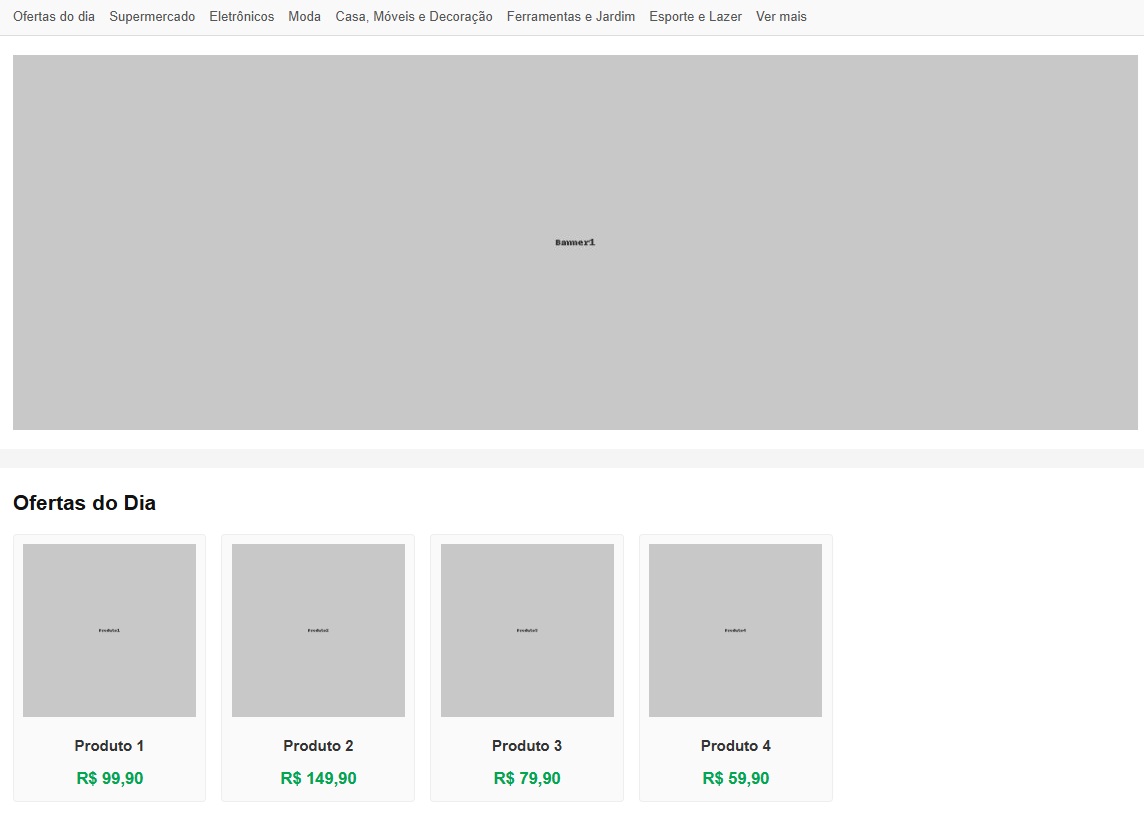 Ofertas do dia Supermercado Eletrônicos Moda Casa, Móveis e Decoração Ferramentas e Jardim Esporte e Lazer Ver mais
Banner1
Ofertas do Dia
Produto1 Produto2 Produto3 Produto4
Produto 1 Produto 2 Produto 3 Produto 4
R$ 99,90 R$ 149,90 R$ 79,90 R$ 59,90